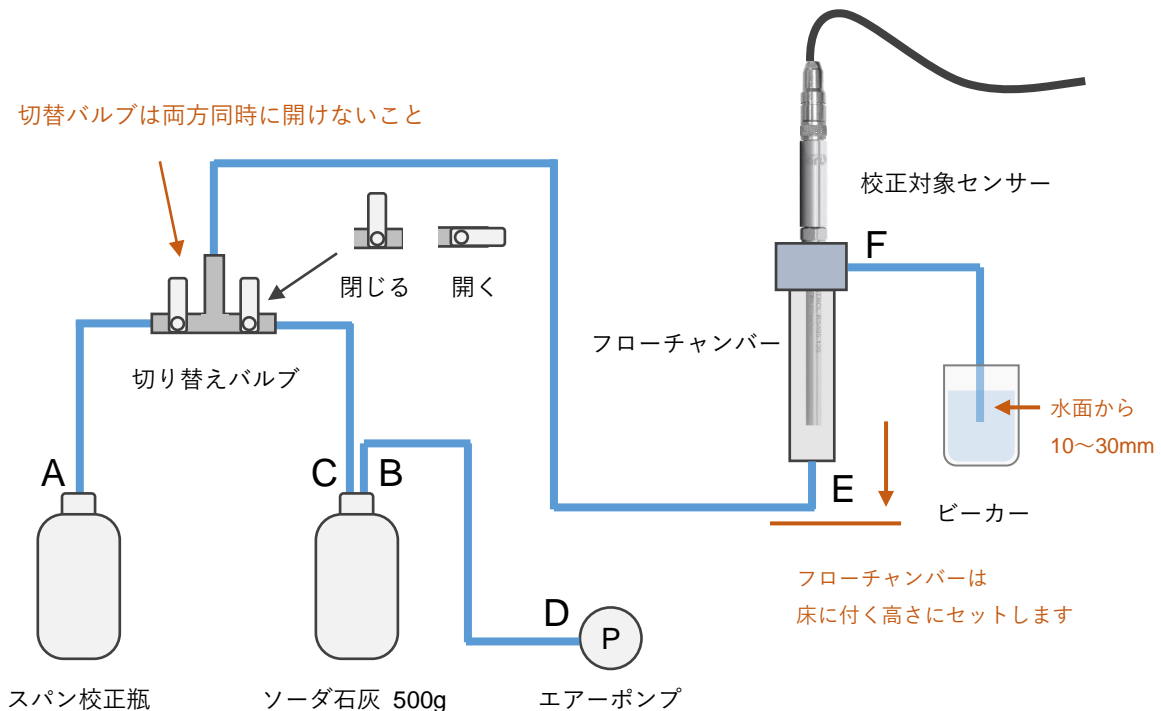 切替バルブは両方同時に開けないこと
校正対象センサー
F
閉じる
開く
フローチャンバー
切り替えバルブ
水面から
10～30mm
A
C
B
E
ビーカー
フローチャンバーは
床に付く高さにセットします
D
P
スパン校正瓶
ソーダ石灰 500g
エアーポンプ